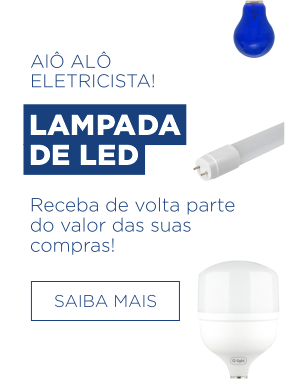 AIÔ ALÔ
ELETRICISTA!
LAMPADA
DE LED
Receba de volta parte
do valor das suas
compras!
SAIBA MAIS